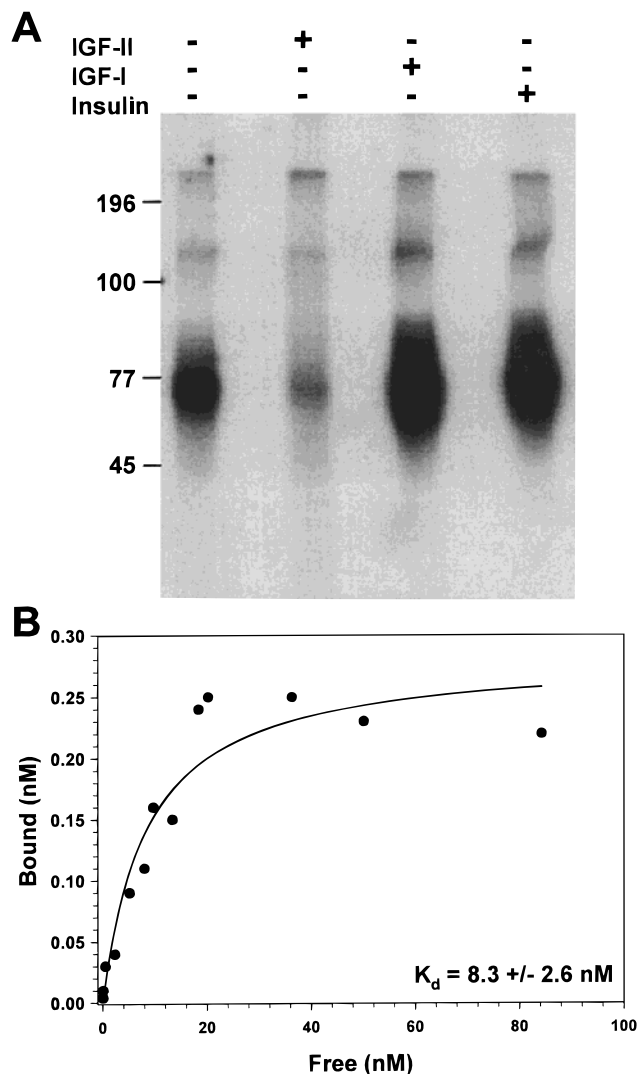 A
IGF-II - + - -
IGF-I - - + -
Insulin - - - +
196
100
77
45
B
0.30
0.25
0.20
0.15
0.10
0.05
0.00
Bound (nM)
Kd = 8.3 +/- 2.6 nM
0 20 40 60 80 100
Free (nM)